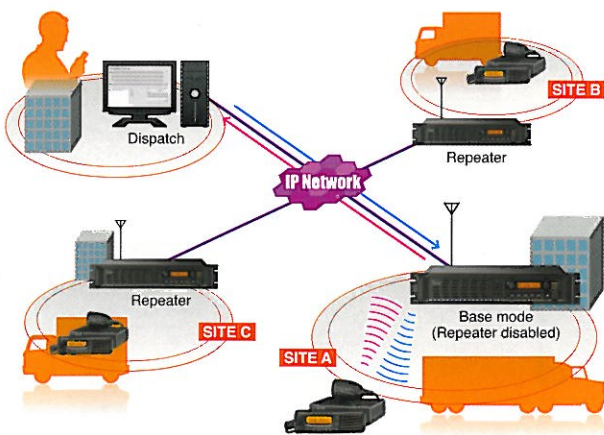 Dispatch
SITE B
Repeater
IP Network
Repeater
SITE C
Base mode
(Repeater disabled)
SITE A